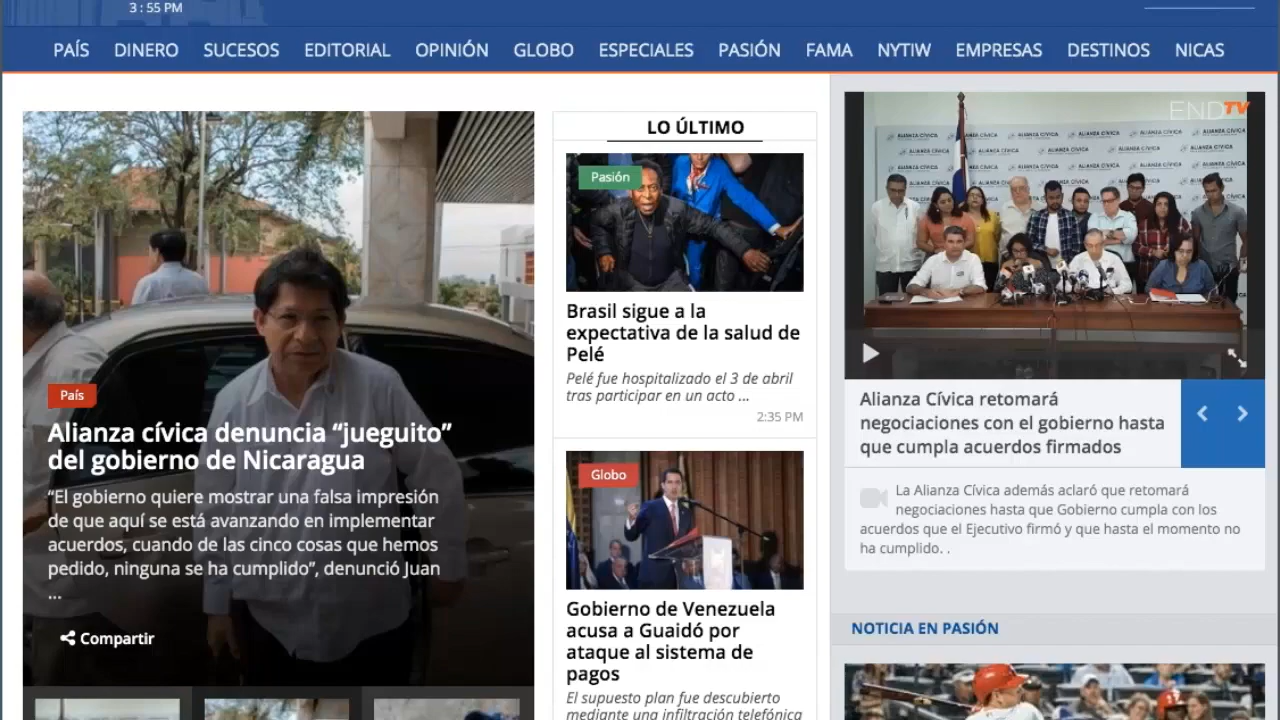 3 : 55 PM
PAÍS DINERO SUCESOS EDITORIAL OPINIÓN GLOBO ESPECIALES PASIÓN FAMA NYTIW EMPRESAS DESTINOS NICAS
País
Alianza cívica denuncia “jueguito”
del gobierno de Nicaragua
“El gobierno quiere mostrar una falsa impresión
de que aquí se está avanzando en implementar
acuerdos, cuando de las cinco cosas que hemos
pedido, ninguna se ha cumplido”, denunció Juan
...
Compartir
LO ÚLTIMO
Pasión
Brasil sigue a la
expectativa de la salud de
Pelé
Pelé fue hospitalizado el 3 de abril
tras participar en un acto ...
2:35 PM
Globo
Gobierno de Venezuela
acusa a Guaidó por
ataque al sistema de
pagos
El supuesto plan fue descubierto
mediante una infiltración telefónica
ENDTV
ALIANZA CÍVICA
Alianza Cívica retomará
negociaciones con el gobierno hasta
que cumpla acuerdos firmados
La Alianza Cívica además aclaró que retomará
negociaciones hasta que Gobierno cumpla con los
acuerdos que el Ejecutivo firmó y que hasta el momento no
ha cumplido. .
NOTICIA EN PASIÓN